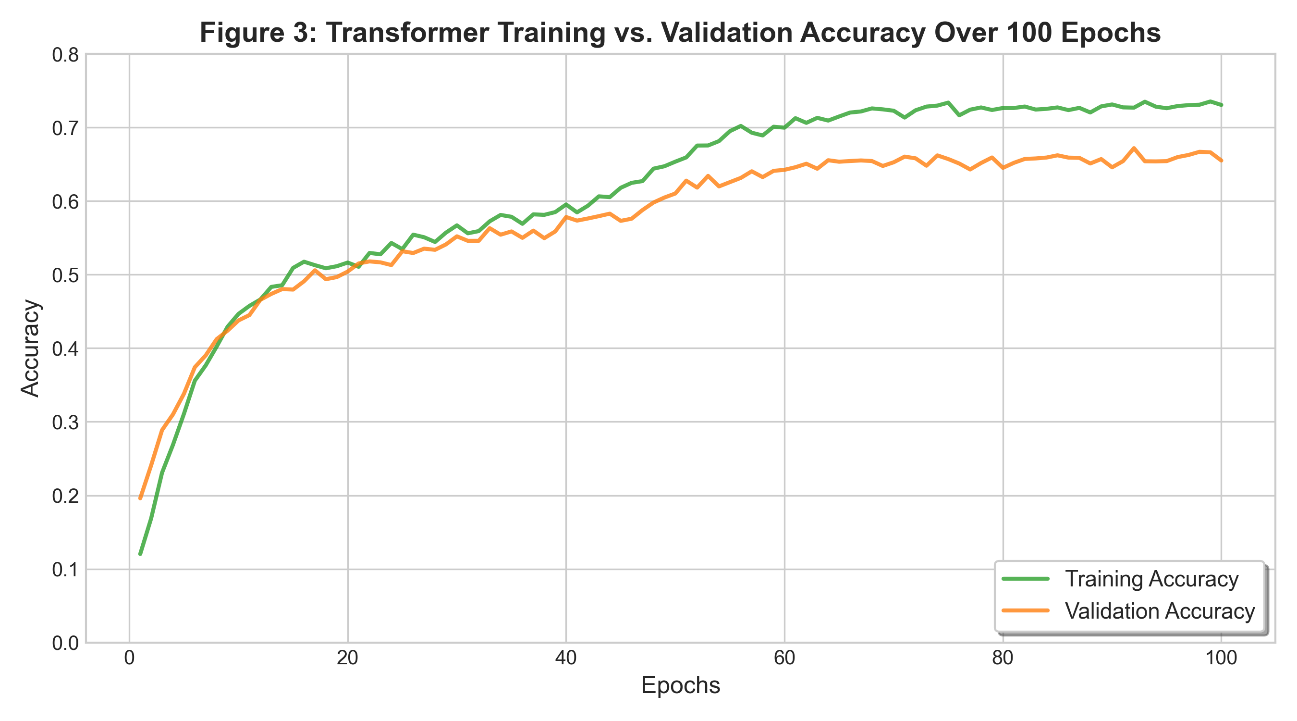 Figure 3: Transformer Training vs. Validation Accuracy Over 100 Epochs
0.8
0.7
0.6
0.5
0.4
0.3
0.2
0.1
0.0
Accuracy
Training Accuracy
Validation Accuracy
0 20 40 60 80 100
Epochs